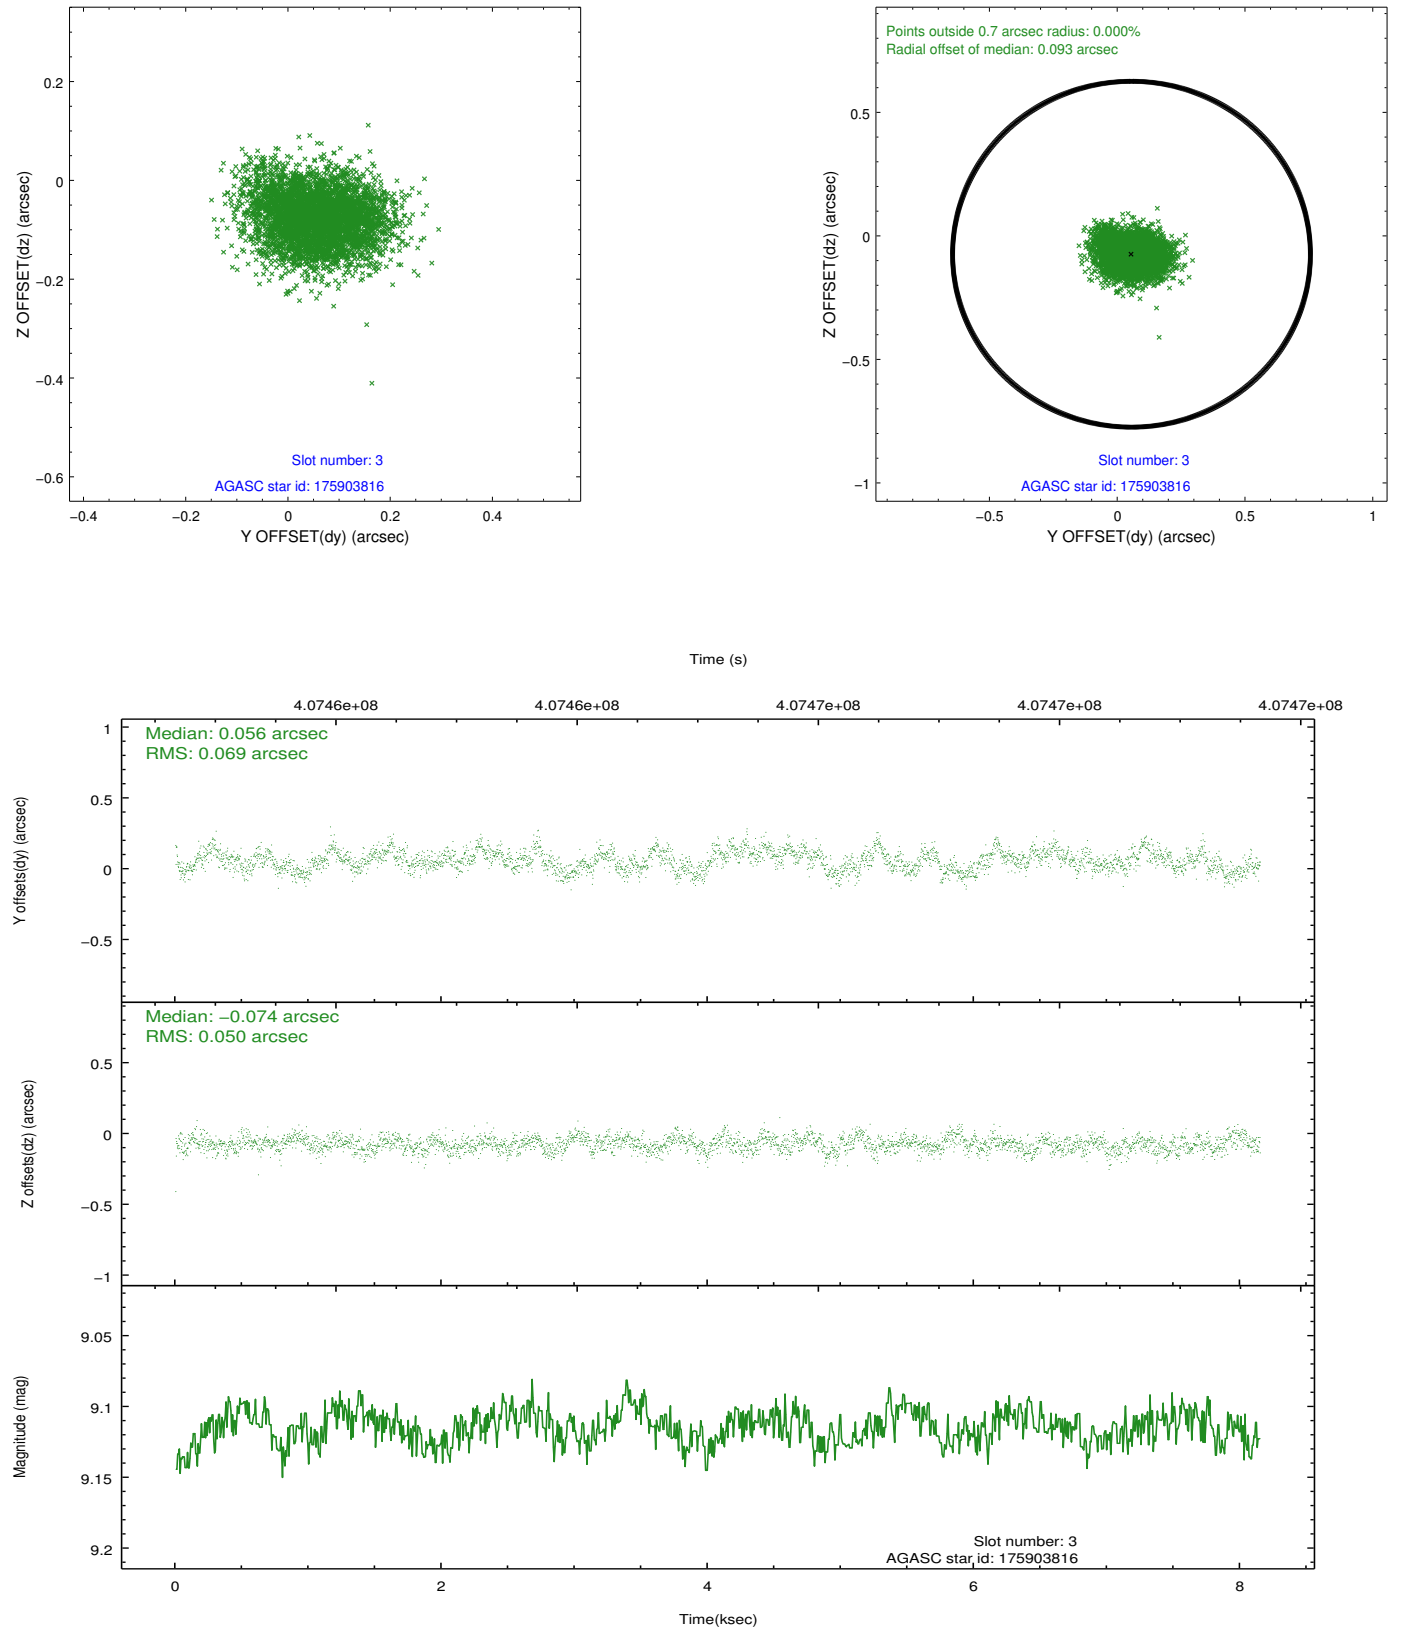 0.2
0
−0.2
−0.4
−0.6
−0.4
−0.2
0
0.2
0.4
Z OFFSET(dz) (arcsec)
Y OFFSET(dy) (arcsec)
Slot number: 3
AGASC star id: 175903816
Points outside 0.7 arcsec radius: 0.000%
Radial offset of median: 0.093 arcsec
0.5
0
−0.5
−1
−0.5
0
0.5
1
Z OFFSET(dz) (arcsec)
Y OFFSET(dy) (arcsec)
Slot number: 3
AGASC star id: 175903816
Time (s)
4.0746e+08
4.0746e+08
4.0747e+08
4.0747e+08
4.0747e+08
Median: 0.056 arcsec
RMS: 0.069 arcsec
1
0.5
0
−0.5
Y offsets(dy) (arcsec)
Median: −0.074 arcsec
RMS: 0.050 arcsec
0.5
0
−0.5
−1
Z offsets(dz) (arcsec)
9.05
9.1
9.15
9.2
Magnitude (mag)
Slot number: 3
AGASC star id: 175903816
0
2
4
6
8
Time(ksec)